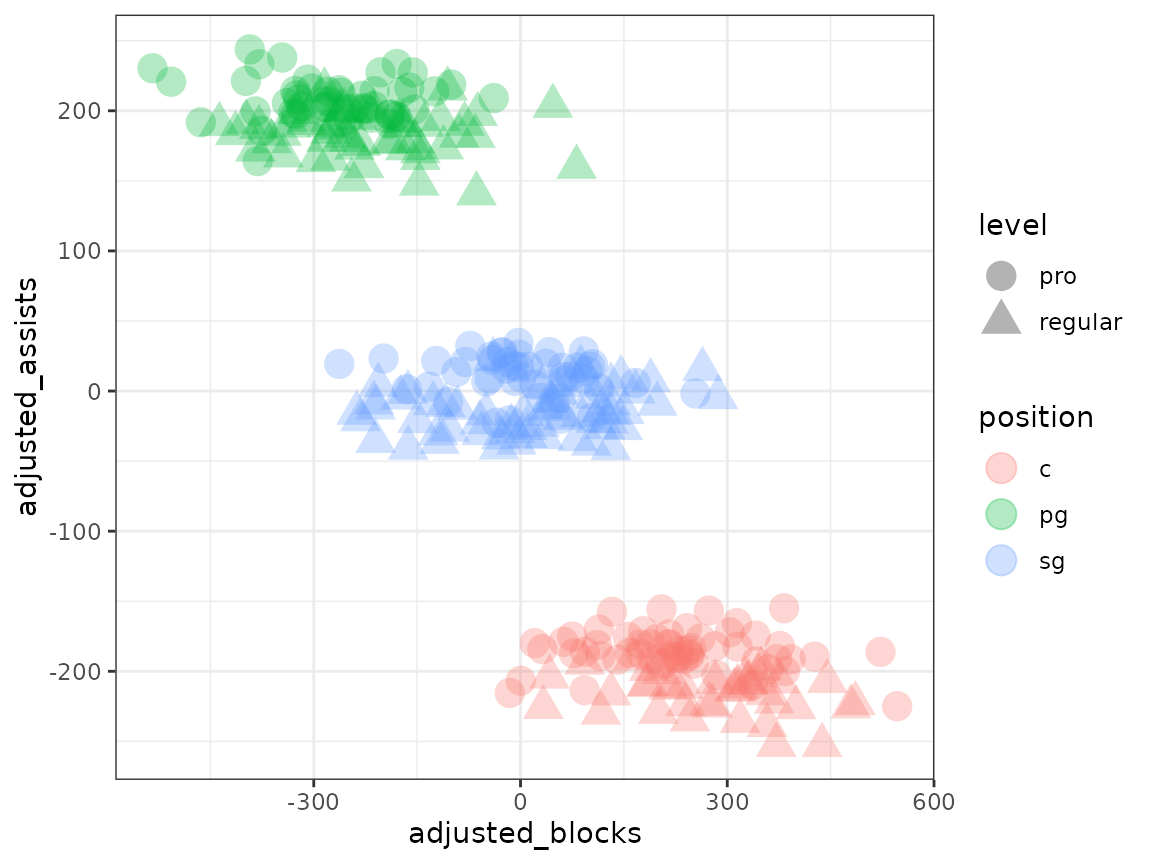 200
100
0
-100
-200
adjusted_assists
-300
0
300
600
adjusted_blocks
level
pro
regular
position
c
pg
sg